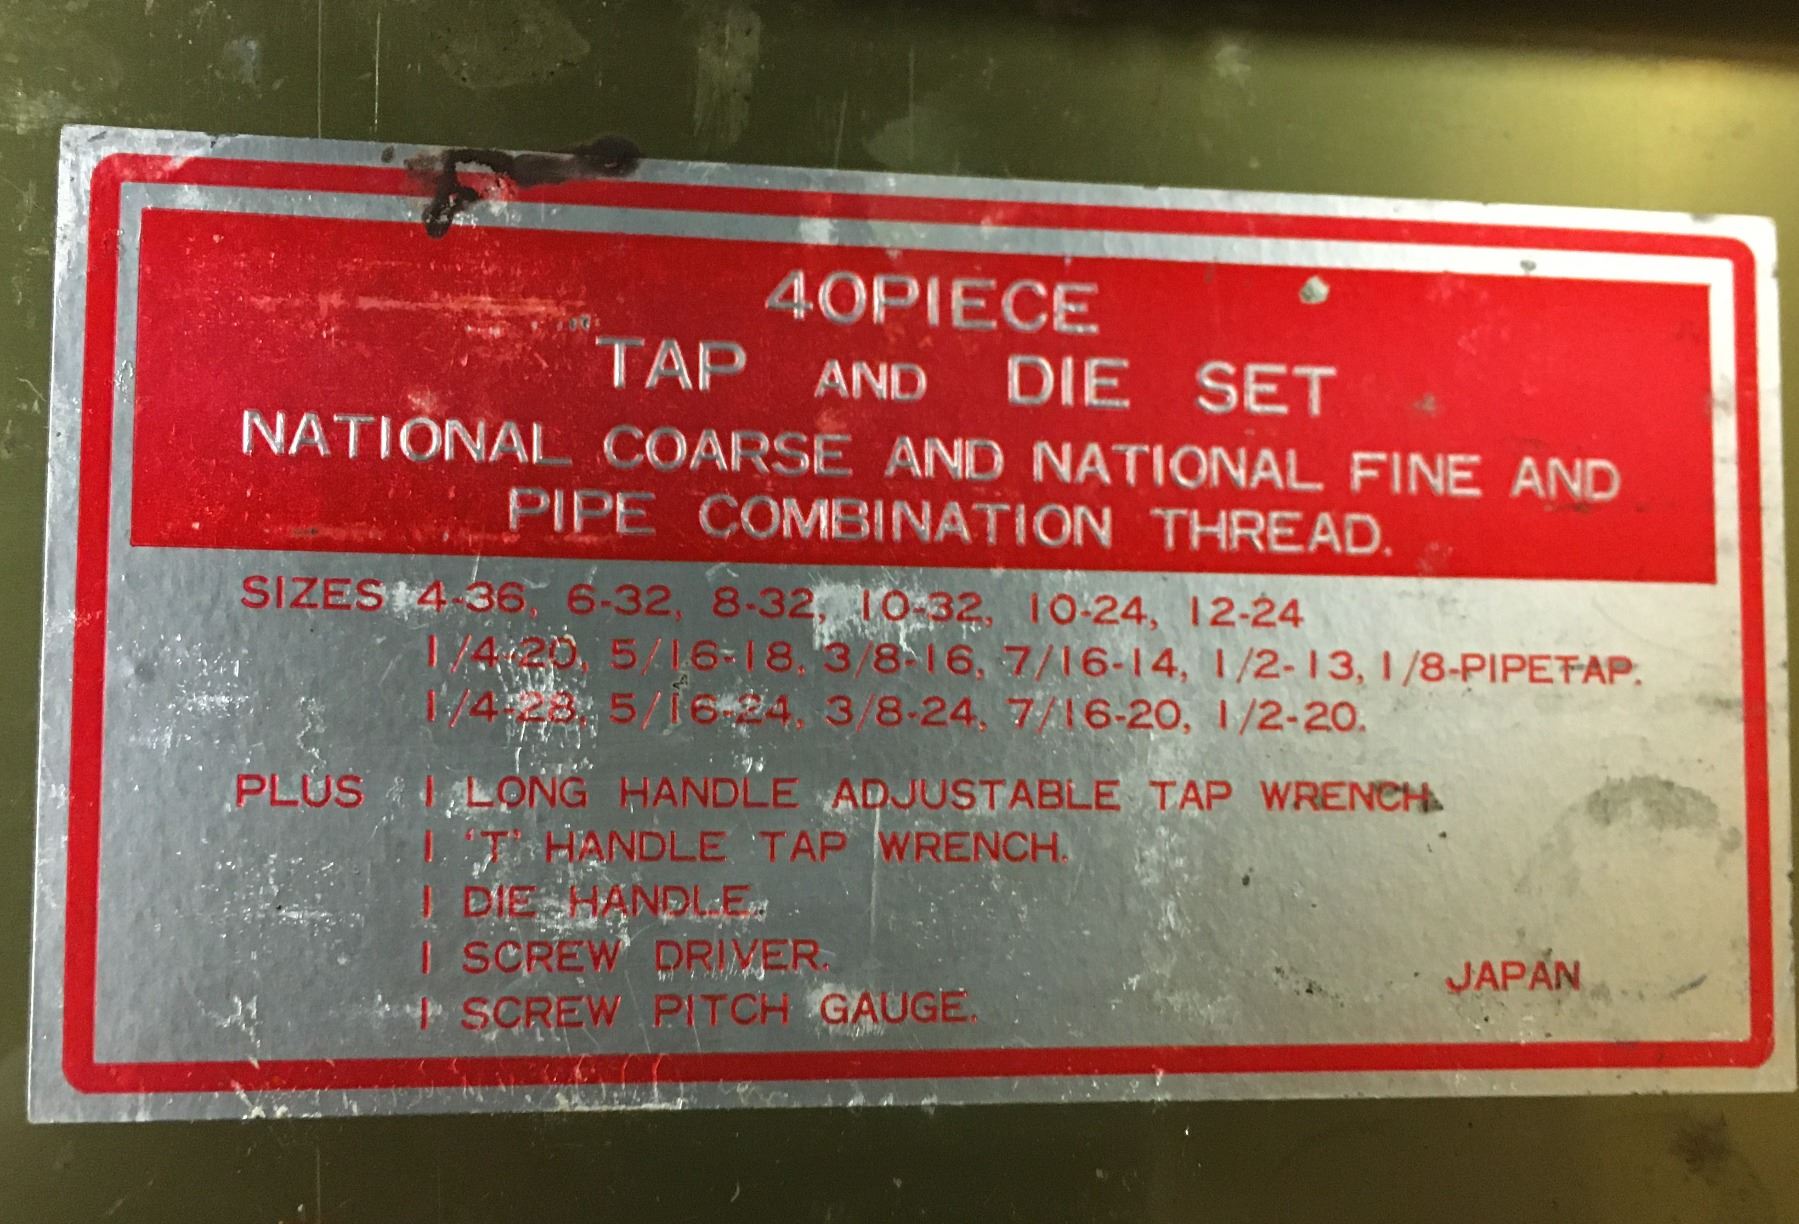 40PIECE
TAP AND DIE SET
NATIONAL COARSE AND NATIONAL FINE AND
PIPE COMBINATION THREAD.
SIZES 4-36, 6-32, 8-32, 10-32, 10-24, 12-24
1/4-20, 5/16-18, 3/8-16, 7/16-14, 1/2-13, 1/8-PIPETAP.
1/4-28, 5/16-24, 3/8-24, 7/16-20, 1/2-20.
PLUS 1 LONG HANDLE ADJUSTABLE TAP WRENCH.
1 'T' HANDLE TAP WRENCH.
1 DIE HANDLE.
1 SCREW DRIVER.
1 SCREW PITCH GAUGE.
JAPAN